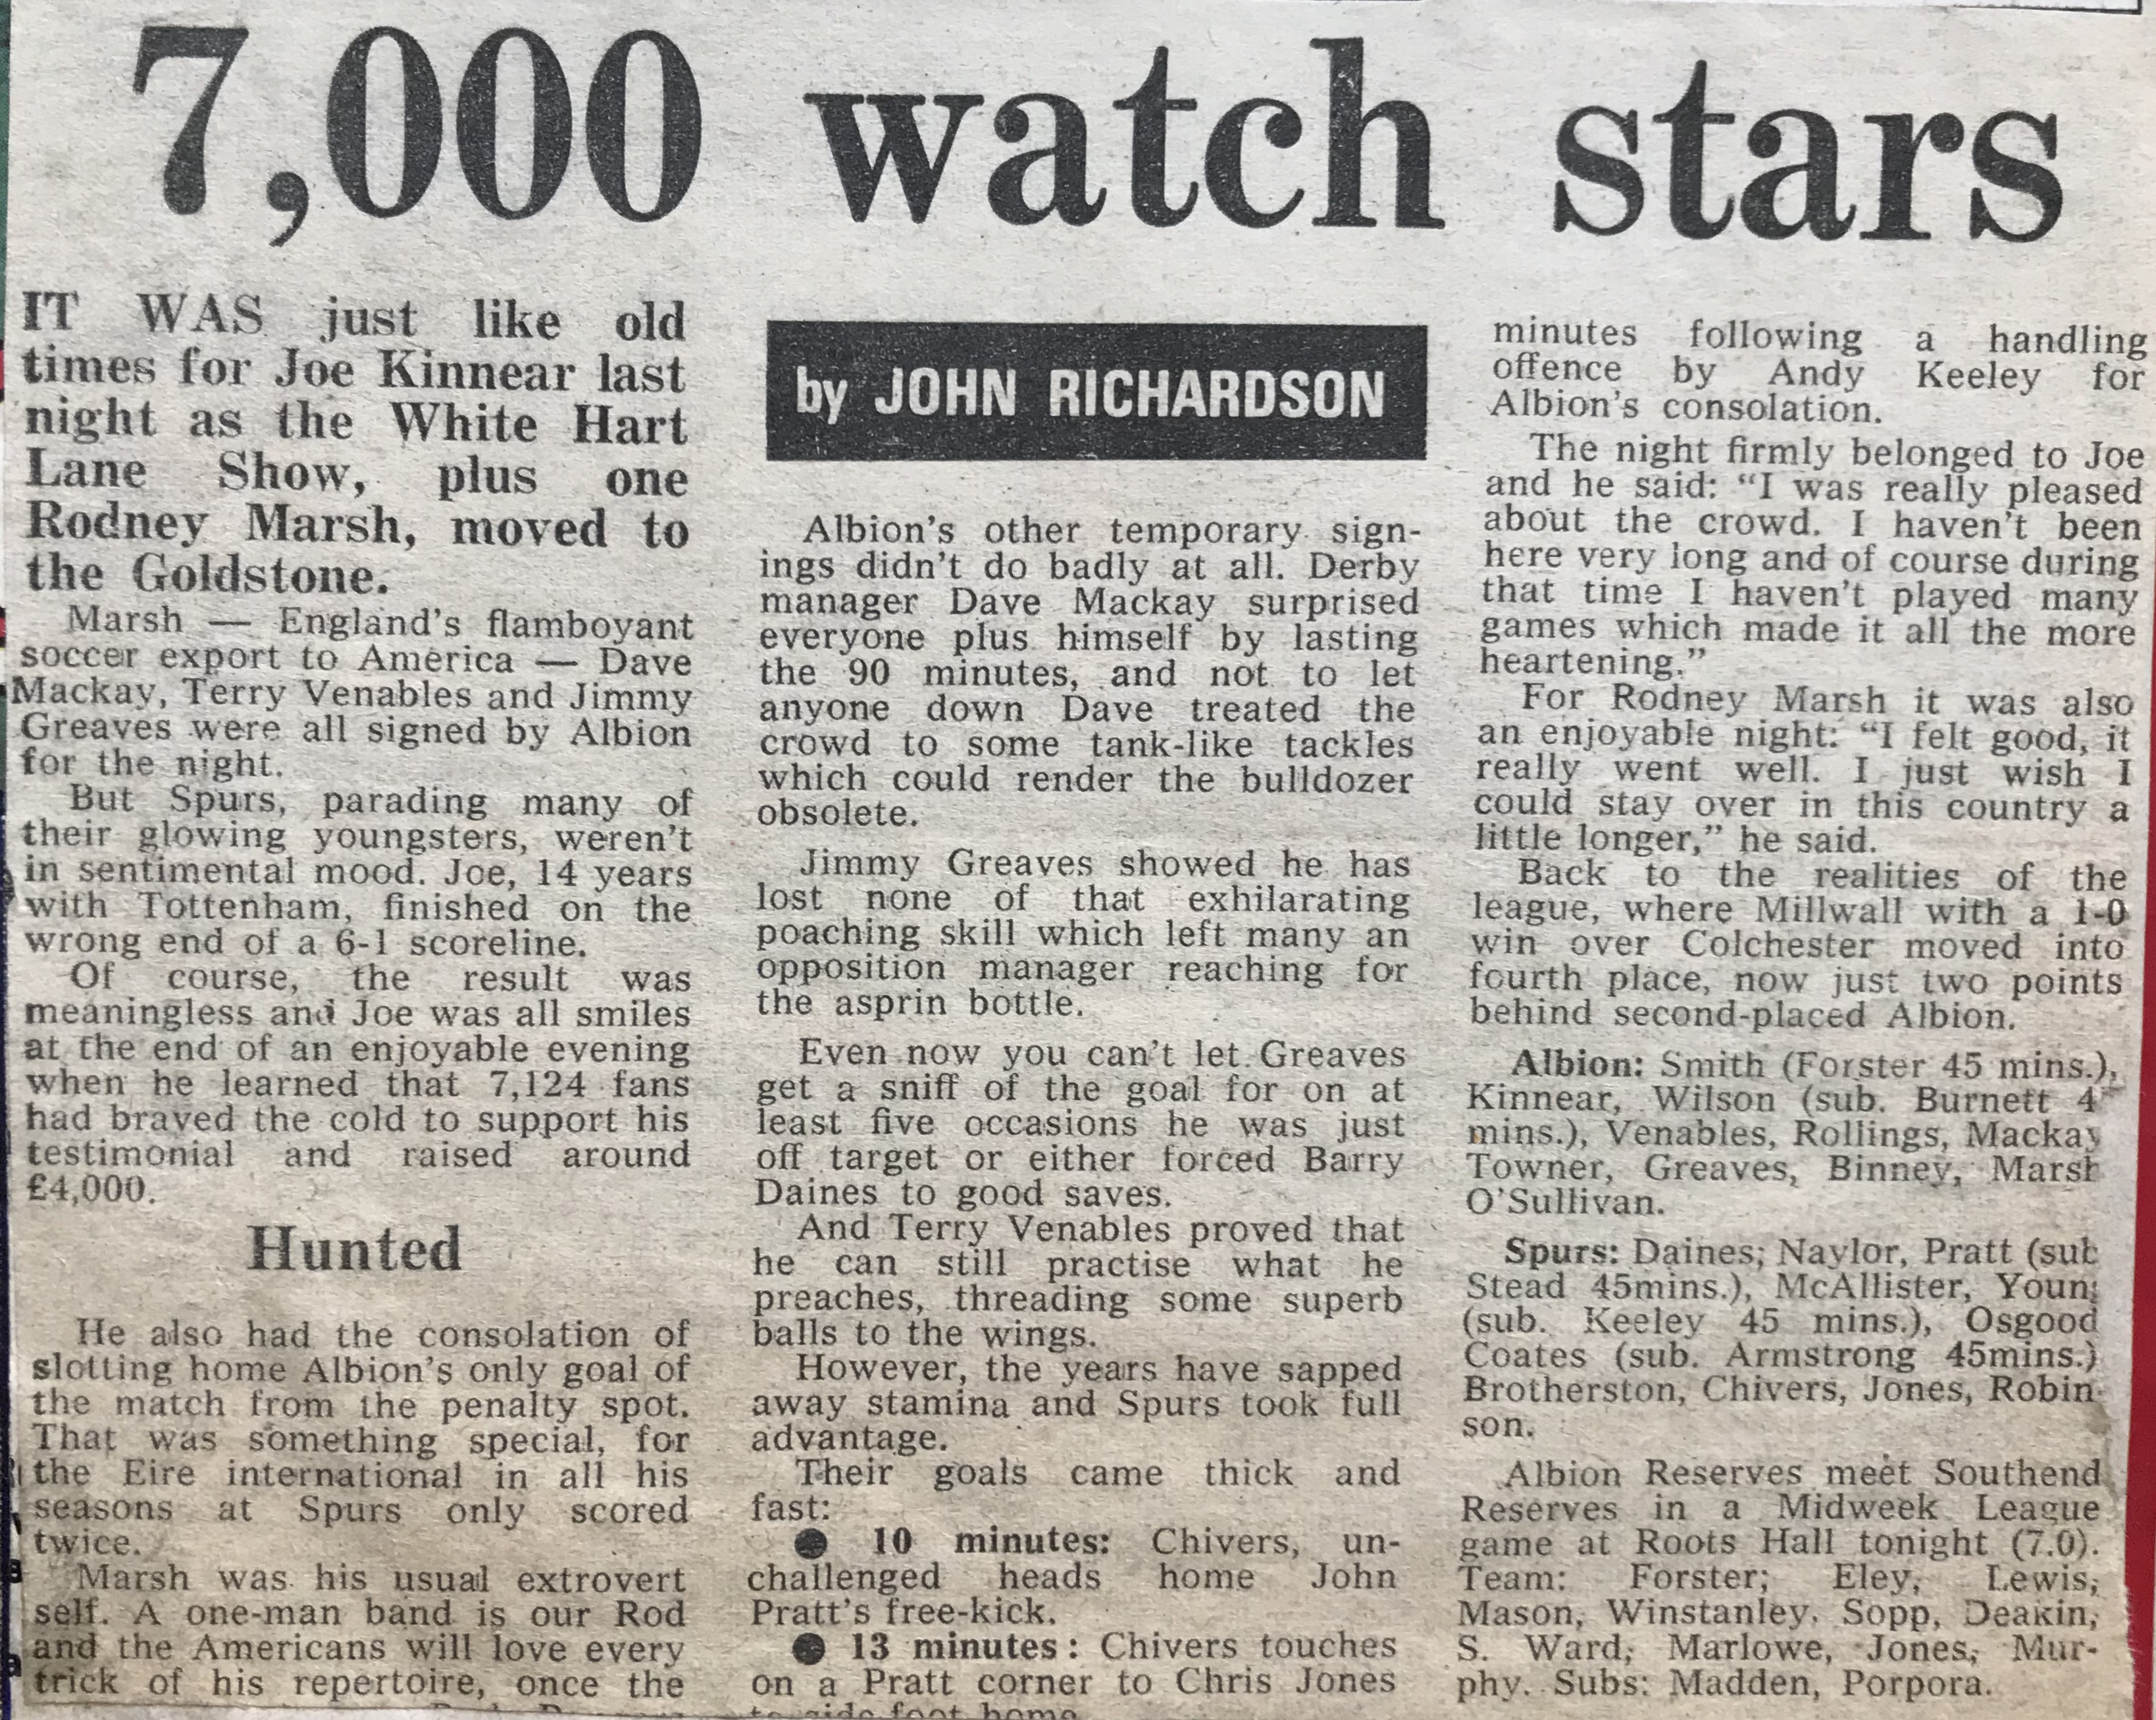 7,000 watch stars
IT WAS just like old
times for Joe Kinnear last
night as the White Hart
Lane Show, plus one
Rodney Marsh, moved to
the Goldstone.
Marsh — England's flamboyant
soccer export to America — Dave
Mackay, Terry Venables and Jimmy
Greaves were all signed by Albion
for the night.
But Spurs, parading many of
their glowing youngsters, weren't
in sentimental mood. Joe, 14 years
with Tottenham, finished on the
wrong end of a 6-1 scoreline.
Of course, the result was
meaningless and Joe was all smiles
at the end of an enjoyable evening
when he learned that 7,124 fans
had braved the cold to support his
testimonial and raised around
£4,000.
Hunted
He also had the consolation of
slotting home Albion's only goal of
the match from the penalty spot.
That was something special, for
the Eire international in all his
seasons at Spurs only scored
twice.
Marsh was his usual extrovert
self. A one-man band is our Rod
and the Americans will love every
trick of his repertoire, once the
by JOHN RICHARDSON
Albion's other temporary sign-
ings didn't do badly at all. Derby
manager Dave Mackay surprised
everyone plus himself by lasting
the 90 minutes, and not to let
anyone down Dave treated the
crowd to some tank-like tackles
which could render the bulldozer
obsolete.
Jimmy Greaves showed he has
lost none of that exhilarating
poaching skill which left many an
opposition manager reaching for
the asprin bottle.
Even now you can't let Greaves
get a sniff of the goal for on at
least five occasions he was just
off target or either forced Barry
Daines to good saves.
And Terry Venables proved that
he can still practise what he
preaches, threading some superb
balls to the wings.
However, the years have sapped
away stamina and Spurs took full
advantage.
Their goals came thick and
fast:
● 10 minutes: Chivers, un-
challenged heads home John
Pratt's free-kick.
● 13 minutes: Chivers touches
on a Pratt corner to Chris Jones
to side foot home
minutes following a handling
offence by Andy Keeley for
Albion's consolation.
The night firmly belonged to Joe
and he said: “I was really pleased
about the crowd. I haven't been
here very long and of course during
that time I haven't played many
games which made it all the more
heartening.”
For Rodney Marsh it was also
an enjoyable night: “I felt good, it
really went well. I just wish I
could stay over in this country a
little longer,” he said.
Back to the realities of the
league, where Millwall with a 1-0
win over Colchester moved into
fourth place, now just two points
behind second-placed Albion.
Albion: Smith (Forster 45 mins.),
Kinnear, Wilson (sub. Burnett 4
mins.), Venables, Rollings, Mackay
Towner, Greaves, Binney, Marsh
O'Sullivan.
Spurs: Daines; Naylor, Pratt (sub
Stead 45mins.), McAllister, Young
(sub. Keeley 45 mins.), Osgood
Coates (sub. Armstrong 45mins.)
Brotherston, Chivers, Jones, Robin-
son.
Albion Reserves meet Southend
Reserves in a Midweek League
game at Roots Hall tonight (7.0).
Team: Forster; Eley, Lewis,
Mason, Winstanley, Sopp, Deakin,
S. Ward, Marlowe, Jones, Mur-
phy. Subs: Madden, Porpora.